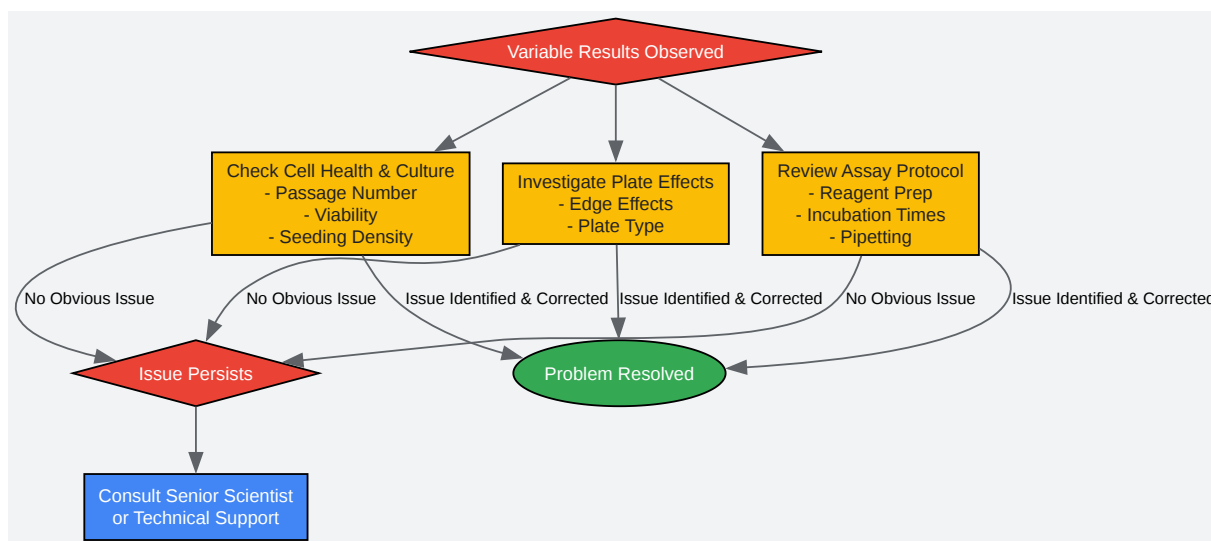 Variable Results Observed
Check Cell Health & Culture
- Passage Number
- Viability
- Seeding Density
Investigate Plate Effects
- Edge Effects
- Plate Type
Review Assay Protocol
- Reagent Prep
- Incubation Times
- Pipetting
No Obvious Issue
No Obvious Issue
Issue Identified & Corrected
Issue Identified & Corrected
No Obvious Issue
Issue Identified & Corrected
Issue Persists
Problem Resolved
Consult Senior Scientist
or Technical Support